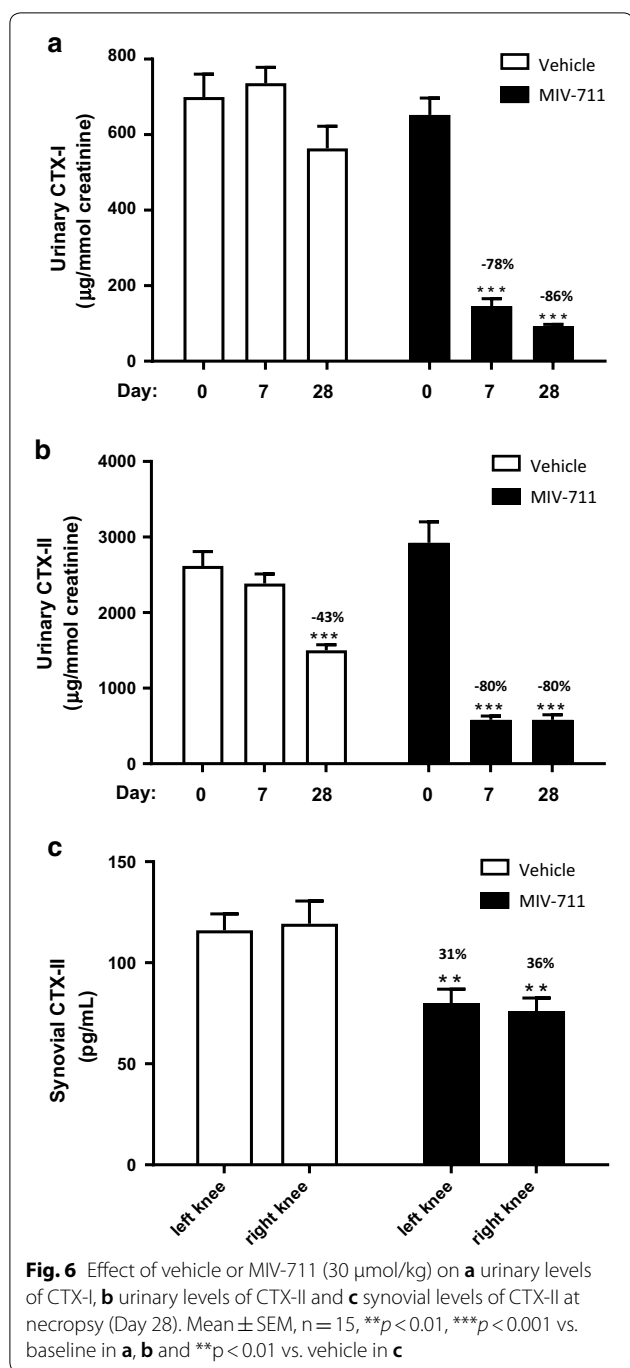 a
800
600
400
200
0
Urinary CTX-I
(µg/mmol creatinine)
Vehicle
MIV-711
-78%
***
-86%
***
Day: 0 7 28 0 7 28
b
4000
3000
2000
1000
0
Urinary CTX-II
(µg/mmol creatinine)
Vehicle
MIV-711
-43%
***
-80%
***
-80%
***
Day: 0 7 28 0 7 28
c
150
100
50
0
Synovial CTX-II
(pg/mL)
Vehicle
MIV-711
31%
**
36%
**
left knee
right knee
left knee
right knee
Fig. 6 Effect of vehicle or MIV-711 (30 µmol/kg) on a urinary levels
of CTX-I, b urinary levels of CTX-II and c synovial levels of CTX-II at
necropsy (Day 28). Mean ± SEM, n = 15, **p < 0.01, ***p < 0.001 vs.
baseline in a, b and **p < 0.01 vs. vehicle in c